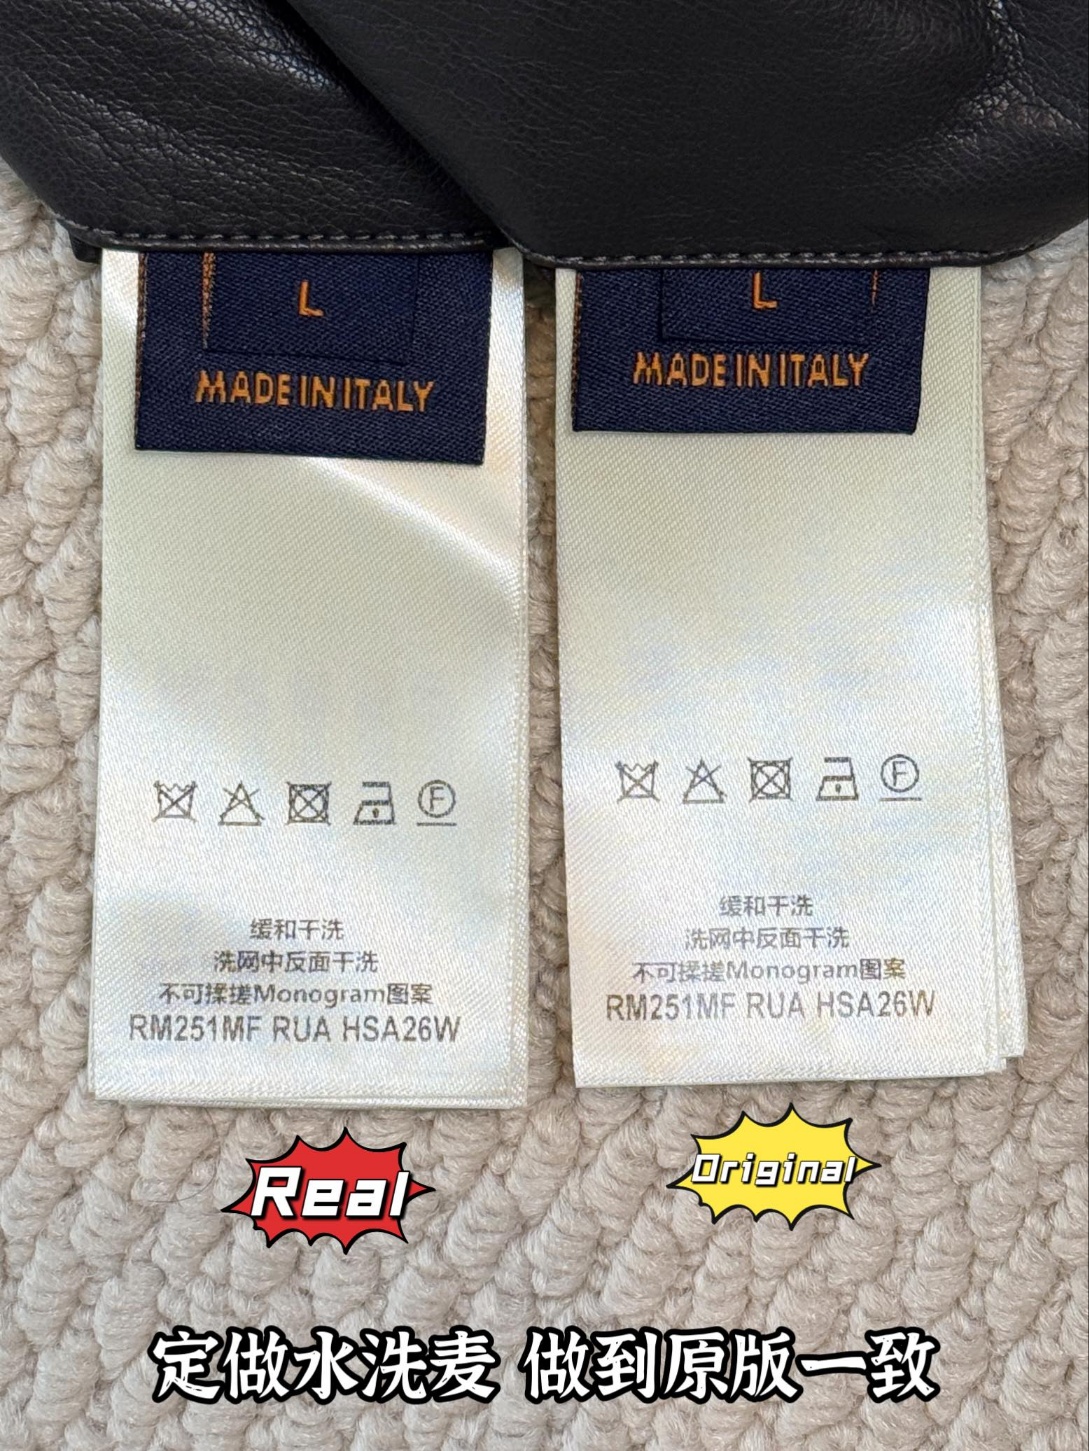 L
MADE IN ITALY
缓和干洗
洗网中反面干洗
不可揉搓Monogram图案
RM251MF RUA HSA26W
L
MADE IN ITALY
F
F
缓和干洗
洗网中反面干洗
不可揉搓Monogram图案
RM251MF RUA HSA26W
Real
Original
定做水洗麦 做到原版一致